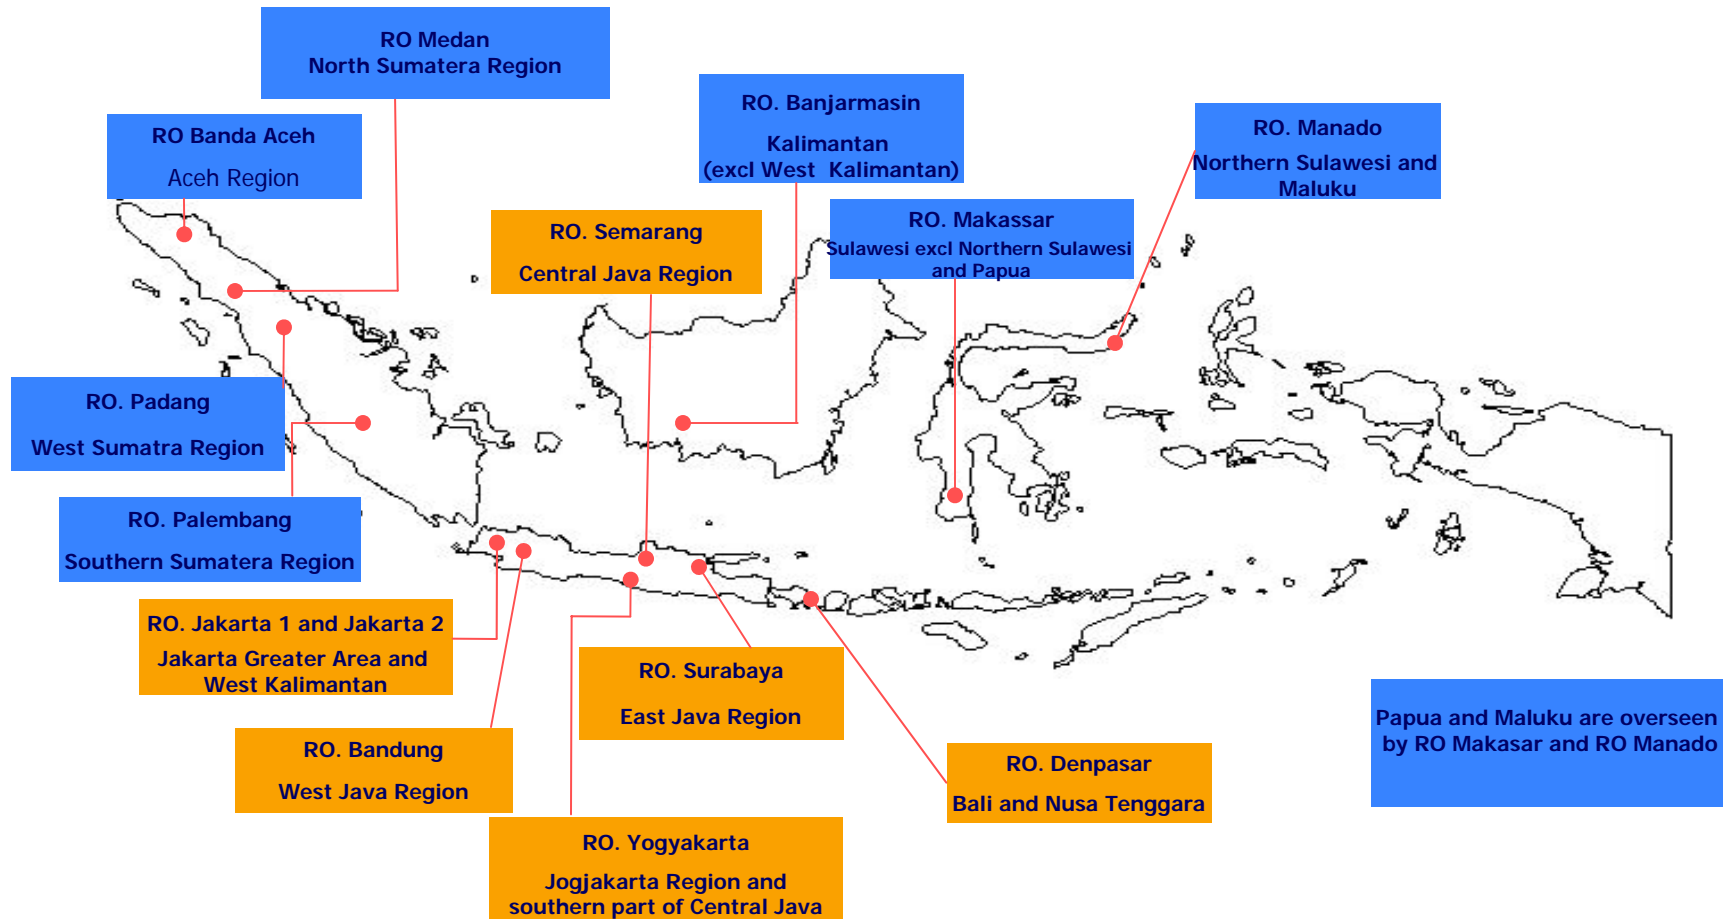 RO Medan
North Sumatera Region
RO Banda Aceh
Aceh Region
RO. Banjarmasin
Kalimantan
(excl West Kalimantan)
RO. Manado
Northern Sulawesi and
Maluku
RO. Semarang
Central Java Region
RO. Makassar
Sulawesi excl Northern Sulawesi
and Papua
RO. Padang
West Sumatra Region
RO. Palembang
Southern Sumatera Region
RO. Jakarta 1 and Jakarta 2
Jakarta Greater Area and
West Kalimantan
RO. Surabaya
East Java Region
RO. Bandung
West Java Region
RO. Denpasar
Bali and Nusa Tenggara
Papua and Maluku are overseen
by RO Makasar and RO Manado
RO. Yogyakarta
Jogjakarta Region and
southern part of Central Java